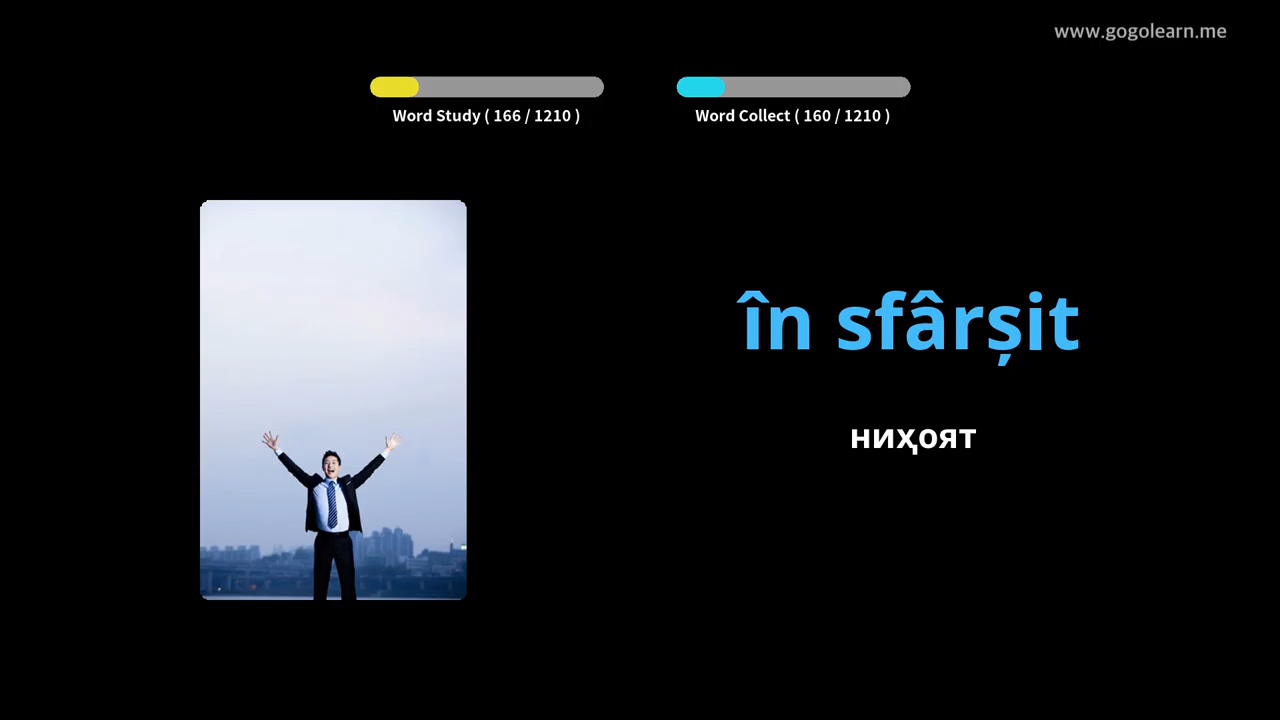 www.gogolearn.me
Word Study ( 166 / 1210 )
Word Collect ( 160 / 1210 )
în sfârșit
ниҳоят